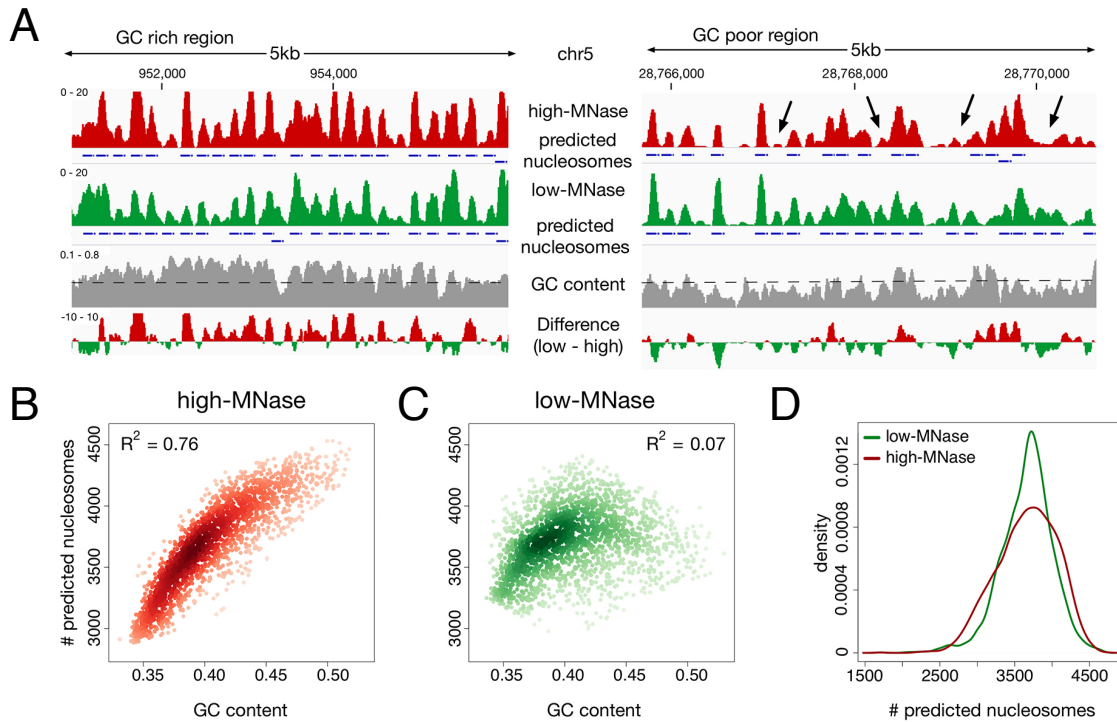 A
GC rich region
5kb
952,000
954,000
chr5
GC poor region
5kb
28,766,000
28,768,000
28,770,000
0 - 20
high-MNase
predicted
nucleosomes
0 - 20
low-MNase
predicted
nucleosomes
0.1 - 0.8
GC content
-10 - 10
Difference
(low - high)
B
high-MNase
R2 = 0.76
# predicted nucleosomes
4500
4000
3500
3000
0.35
0.40
0.45
0.50
GC content
C
low-MNase
R2 = 0.07
4500
4000
3500
3000
0.35
0.40
0.45
0.50
GC content
D
low-MNase
high-MNase
density
0.0012
0.0008
0.0004
0
1500
2500
3500
4500
# predicted nucleosomes